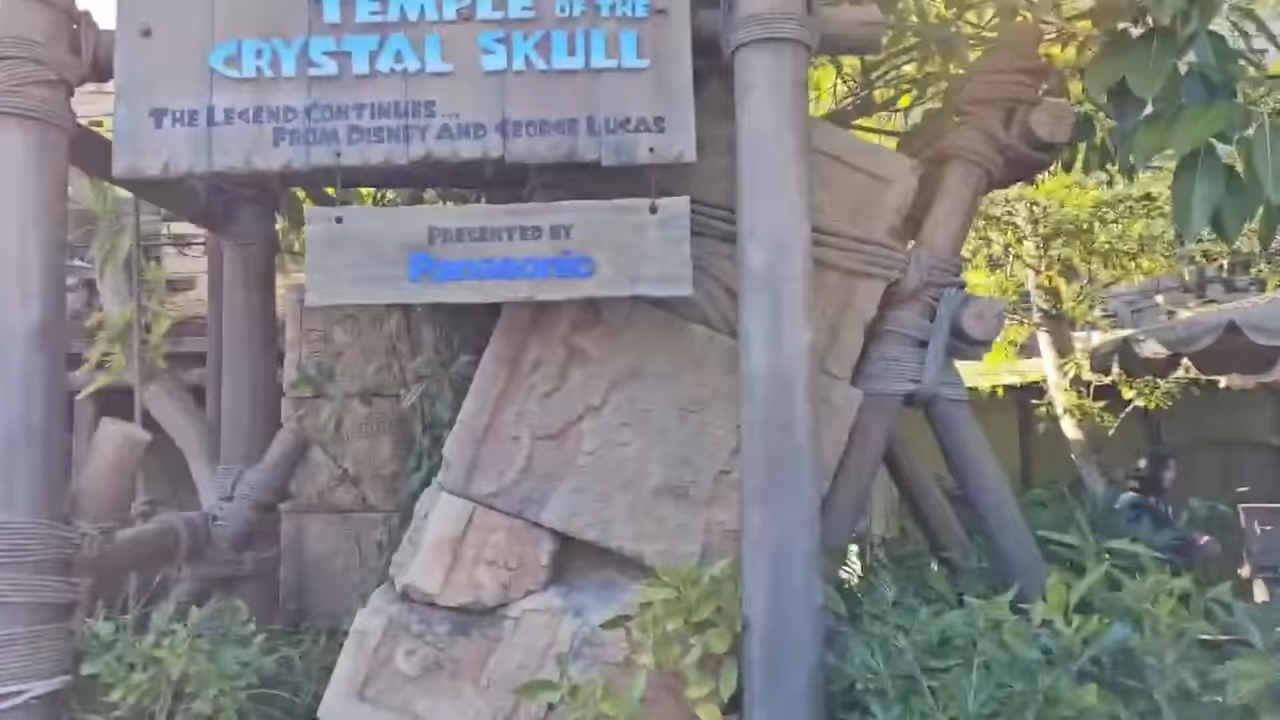 TEMPLE OF THE
CRYSTAL SKULL
THE LEGEND CONTINUES...
FROM DISNEY AND GEORGE LUCAS
PRESENTED BY
Panasonic